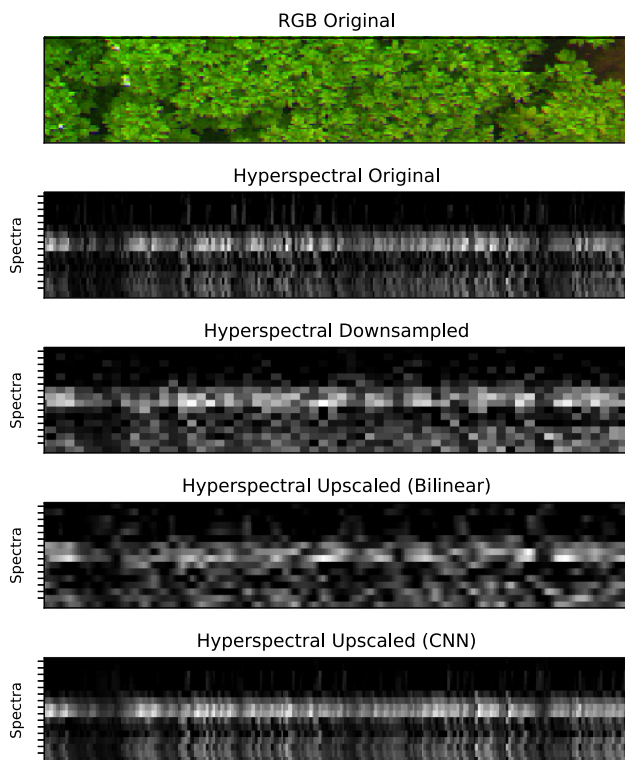 RGB Original
Hyperspectral Original
Spectra
Hyperspectral Downsampled
Spectra
Hyperspectral Upscaled (Bilinear)
Spectra
Hyperspectral Upscaled (CNN)
Spectra